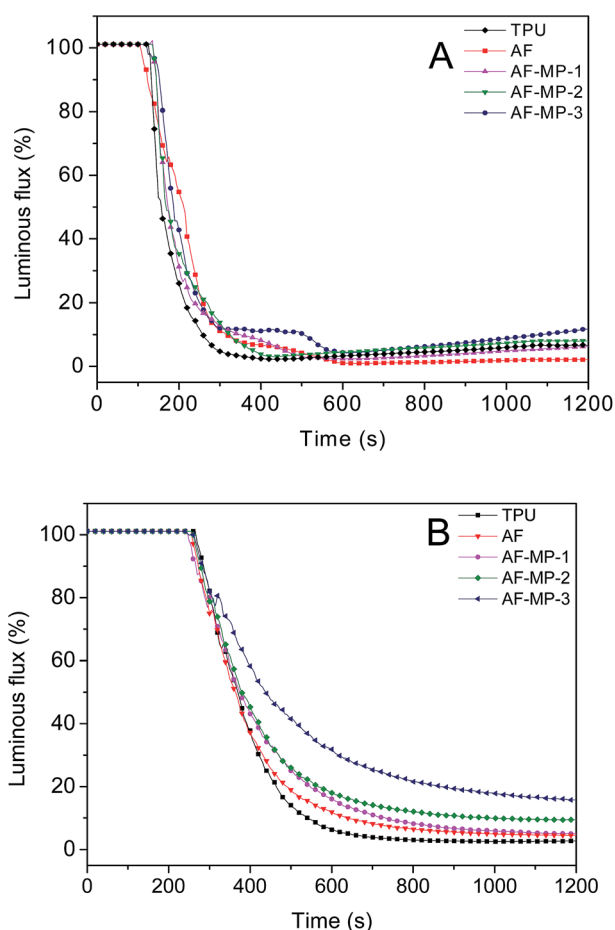 A
TPU
AF
AF-MP-1
AF-MP-2
AF-MP-3
Luminous flux (%)
100
80
60
40
20
0
0 200 400 600 800 1000 1200
Time (s)
B
TPU
AF
AF-MP-1
AF-MP-2
AF-MP-3
Luminous flux (%)
100
80
60
40
20
0
0 200 400 600 800 1000 1200
Time (s)